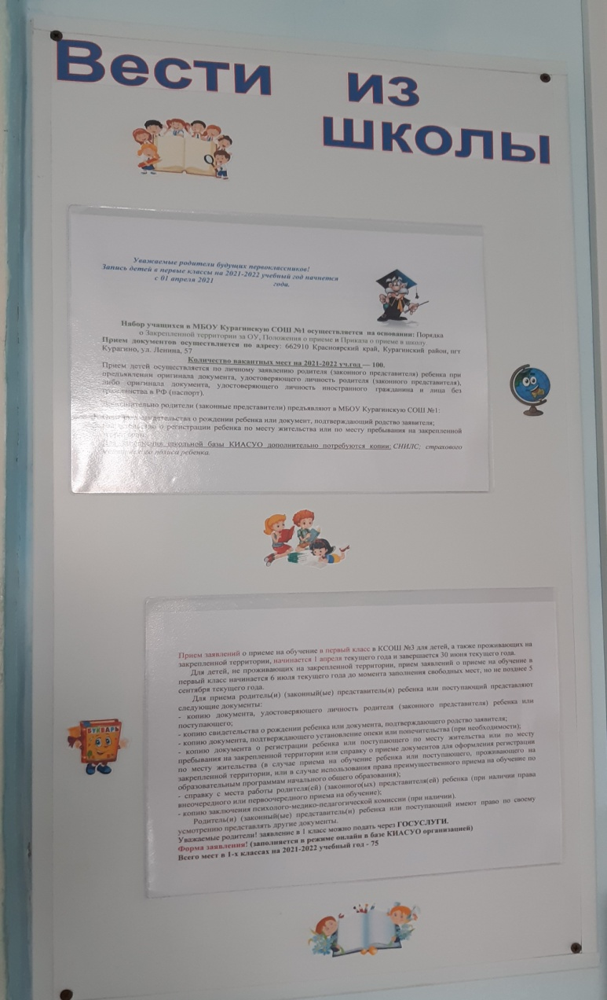 Вести из
школы
Уважаемые родители будущих первоклассников!
Запись детей в первые классы на 2021-2022 учебный год начнется
с 01 апреля 2021 года.
Набор учащихся в МБОУ Курагинскую СОШ №1 осуществляется на основании: Порядка
о Закрепленной территории за ОУ, Положения о приеме и Приказа о приеме в школу
Прием документов осуществляется по адресу: 662910 Красноярский край, Курагинский район, пгт
Курагино, ул. Ленина, 57
Количество вакантных мест на 2021-2022 уч.год — 100.
Прием детей осуществляется по личному заявлению родителя (законного представителя) ребенка при
предъявлении оригинала документа, удостоверяющего личность родителя (законного представителя),
либо оригинала документа, удостоверяющего личность иностранного гражданина и лица без
гражданства в РФ (паспорт).
родители (законные представители) предъявляют в МБОУ Курагинскую СОШ №1:
о рождении ребенка или документ, подтверждающий родство заявителя;
о регистрации ребенка по месту жительства или по месту пребывания на закрепленной
школьной базы КИАСУО дополнительно потребуются копии: СНИЛС; страхового
полиса ребенка.
БУКВАРЬ
Прием заявлений о приеме на обучение в первый класс в КСОШ №3 для детей, а также проживающих на
закрепленной территории, начинается 1 апреля текущего года и завершается 30 июня текущего года.
Для детей, не проживающих на закрепленной территории, прием заявлений о приеме на обучение в
первый класс начинается 6 июля текущего года до момента заполнения свободных мест, но не позднее 5
сентября текущего года.
Для приема родитель(и) (законный(ые) представитель(и) ребенка или поступающий представляют
следующие документы:
- копию документа, удостоверяющего личность родителя (законного представителя) ребенка или
поступающего;
- копию свидетельства о рождении ребенка или документа, подтверждающего родство заявителя;
- копию документа, подтверждающего установление опеки или попечительства (при необходимости);
- копию документа о регистрации ребенка или поступающего по месту жительства или по месту
пребывания на закрепленной территории или справку о приеме документов для оформления регистрации
по месту жительства (в случае приема на обучение ребенка или поступающего, проживающего на
закрепленной территории, или в случае использования права преимущественного приема на обучение по
образовательным программам начального общего образования);
- справку с места работы родителя(ей) (законного(ых) представителя(ей) ребенка (при наличии права
внеочередного или первоочередного приема на обучение);
- копию заключения психолого-медико-педагогической комиссии (при наличии).
Родитель(и) (законный(ые) представитель(и) ребенка или поступающий имеют право по своему
усмотрению представлять другие документы.
Уважаемые родители! заявление в 1 класс можно подать через ГОСУСЛУГИ.
Форма заявления! (заполняется в режиме онлайн в базе КИАСУО организацией)
Всего мест в 1-х классах на 2021-2022 учебный год - 75